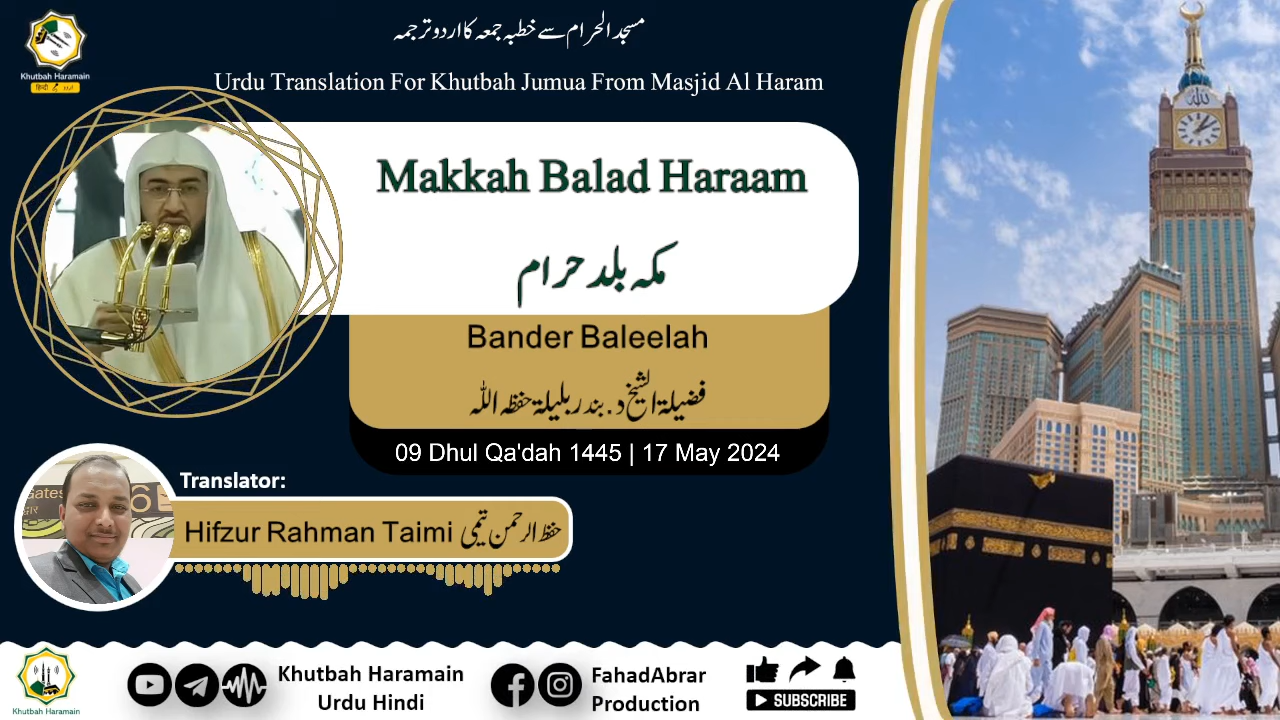 مسجد الحرام سے خطبہ جمعہ کا اردو ترجمہ
Khutbah Haramain
हिन्दी اردو
Urdu Translation For Khutbah Jumua From Masjid Al Haram
Makkah Balad Haraam
مکہ بلد حرام
Bander Baleelah
فضیلۃ الشیخ د. بندر بلیلۃ حفظہ اللہ
09 Dhul Qa'dah 1445 | 17 May 2024
Translator:
Hifzur Rahman Taimi حفظ الرحمن تیمی
Khutbah Haramain
Khutbah Haramain
Urdu Hindi
FahadAbrar
Production
SUBSCRIBE